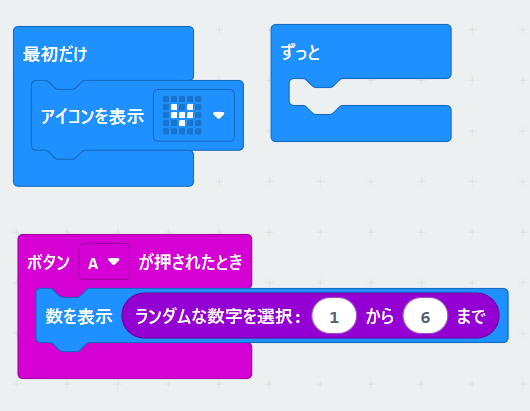 最初だけ
アイコンを表示
ずっと
ボタン A が押されたとき
数を表示 ランダムな数字を選択: 1 から 6 まで